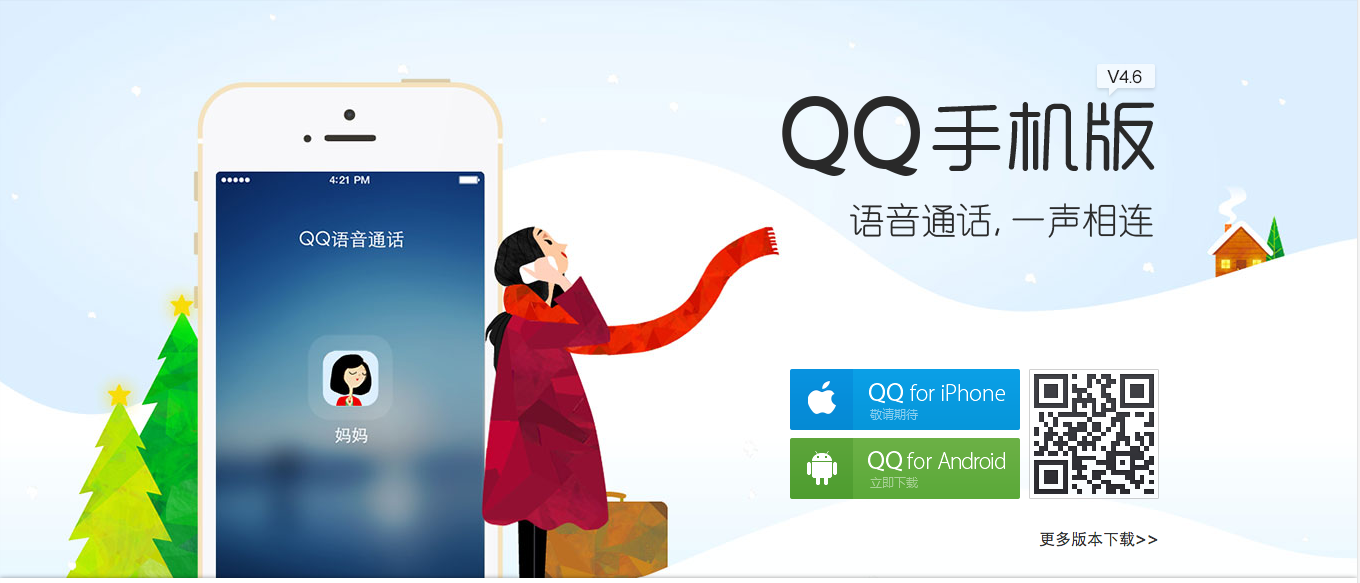 V4.6
QQ手机版
语音通话,一声相连
4:21 PM
QQ语音通话
妈妈
QQ for iPhone
敬请期待
QQ for Android
立即下载
更多版本下载>>